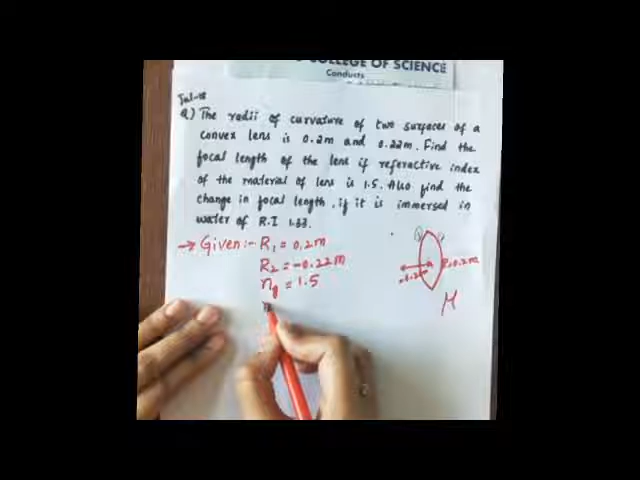 COLLEGE OF SCIENCE
Conducts
Q) The radii of curvature of two surfaces of a
convex lens is 0.2m and 0.22m. Find the
focal length of the lens if refractive index
of the material of lens is 1.5. Also find the
change in focal length, if it is immersed in
water of R.I 1.33.
→ Given:- R₁ = 0.2m
R₂ = -0.22m
ng = 1.5